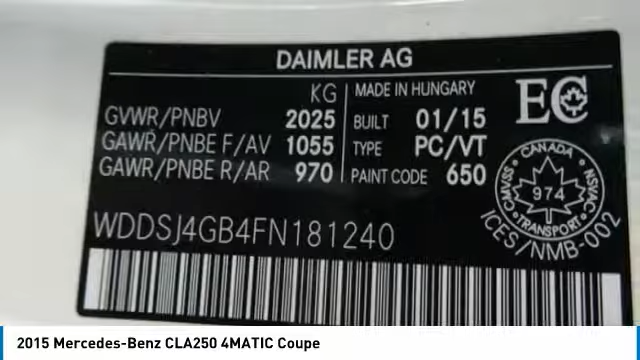 DAIMLER AG
KG
MADE IN HUNGARY
GVWR/PNBV 2025
BUILT 01/15
GAWR/PNBE F/AV 1055
TYPE PC/VT
GAWR/PNBE R/AR 970
PAINT CODE 650
EC
CANADA
CMVSS NSVAC
974
TRANSPORT
ICES/NMB-002
WDDSJ4GB4FN181240
2015 Mercedes-Benz CLA250 4MATIC Coupe